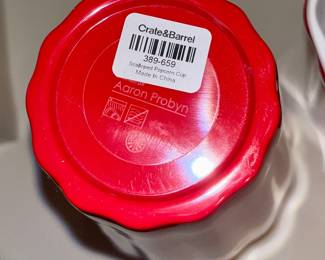 Crate&Barrel
389-659
Scalloped Popcorn Cup
Made in China
Aaron Probyn